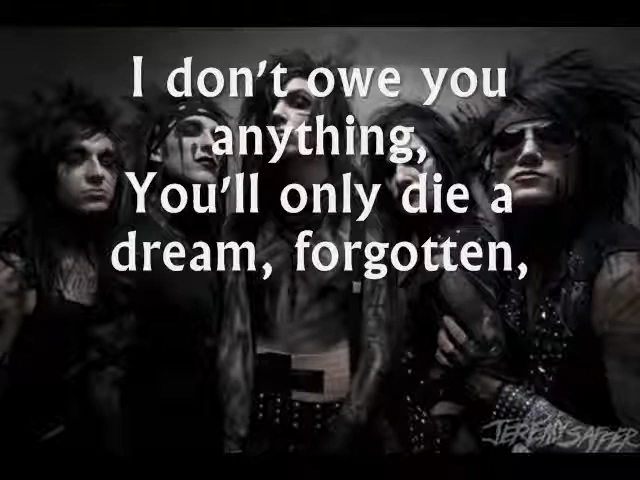 I don't owe you
anything,
You'll only die a
dream, forgotten,
JEREMY SAFFER